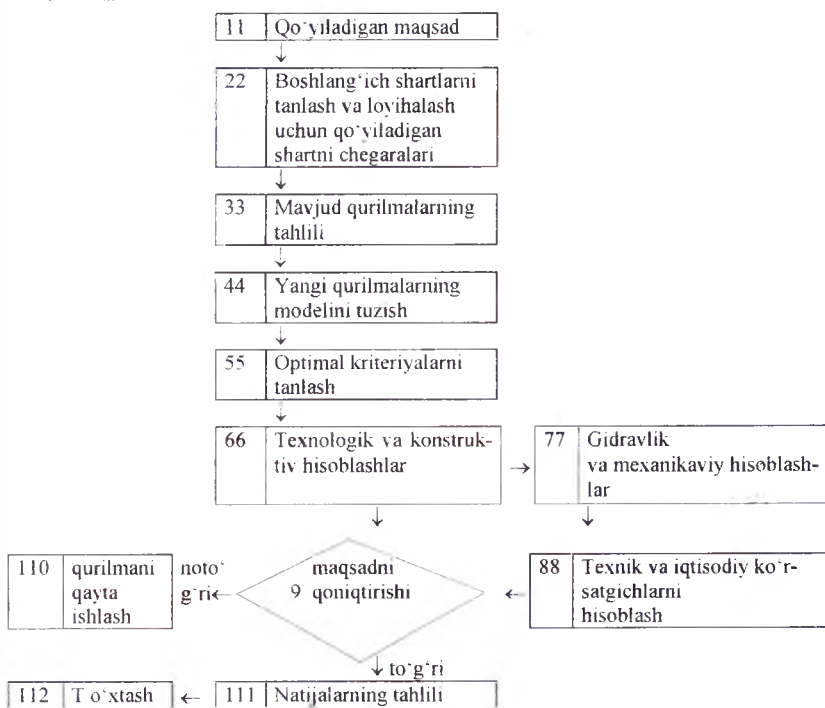 11 Qo‘yiladigan maqsad
22 Boshlang‘ich shartlarni
tanlash va loyihalash
uchun qo‘yiladigan
shartni chegaralari
33 Mavjud qurilmalarning
tahlili
44 Yangi qurilmalarning
modelini tuzish
55 Optimal kriteriyalarni
tanlash
66 Texnologik va konstruk-
tiv hisoblashlar
77 Gidravlik
va mexanikaviy hisoblash-
lar
110 qurilmani
qayta
ishlash
noto‘
g‘ri
maqsadni
9 qoniqtirishi
88 Texnik va iqtisodiy ko‘r-
satgichlarni
hisoblash
to‘g‘ri
112 To‘xtash
111 Natijalarning tahlili